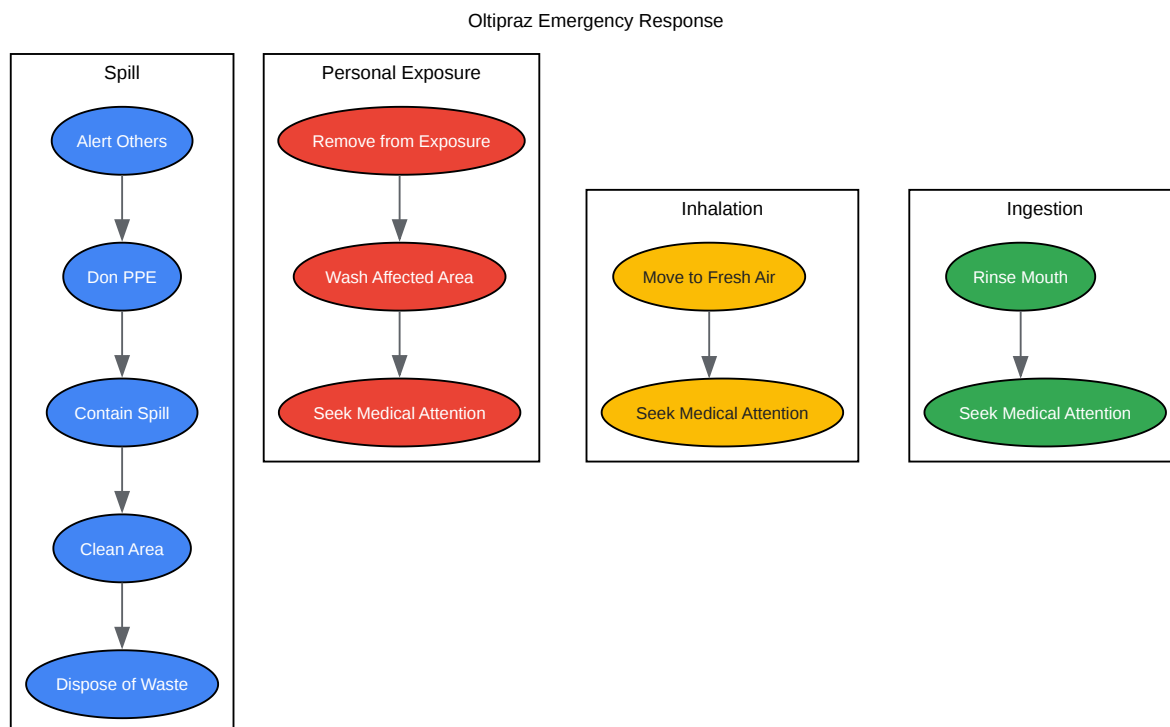 Oltipraz Emergency Response
Spill
Alert Others
Don PPE
Contain Spill
Clean Area
Dispose of Waste
Personal Exposure
Remove from Exposure
Wash Affected Area
Seek Medical Attention
Inhalation
Move to Fresh Air
Seek Medical Attention
Ingestion
Rinse Mouth
Seek Medical Attention